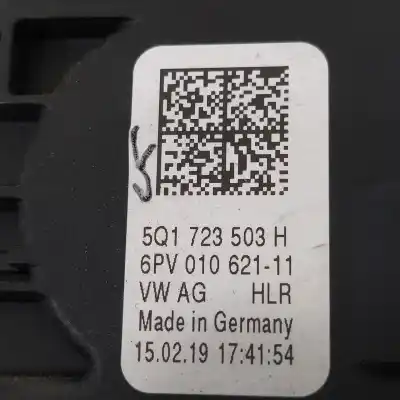 5Q1 723 503 H
6PV 010 621-11
VW AG HLR
Made in Germany
15.02.19 17:41:54